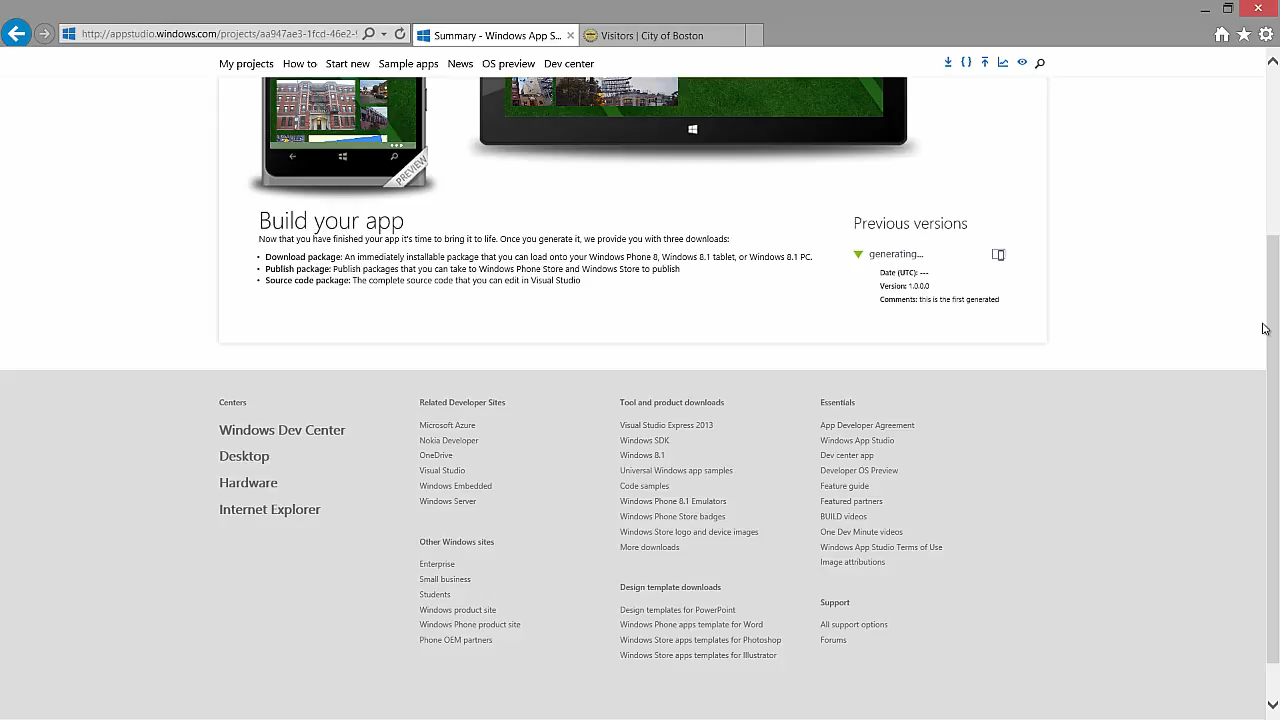 http://appstudio.windows.com/projects/aa947ae3-1fcd-46e2-
Summary - Windows App S...
Visitors | City of Boston
My projects How to Start new Sample apps News OS preview Dev center
PREVIEW
Build your app
Now that you have finished your app it's time to bring it to life. Once you generate it, we provide you with three downloads:
• Download package: An immediately installable package that you can load onto your Windows Phone 8, Windows 8.1 tablet, or Windows 8.1 PC.
• Publish package: Publish packages that you can take to Windows Phone Store and Windows Store to publish
• Source code package: The complete source code that you can edit in Visual Studio
Previous versions
generating...
Date (UTC): ---
Version: 1.0.0.0
Comments: this is the first generated
Centers
Windows Dev Center
Desktop
Hardware
Internet Explorer
Related Developer Sites
Microsoft Azure
Nokia Developer
OneDrive
Visual Studio
Windows Embedded
Windows Server
Other Windows sites
Enterprise
Small business
Students
Windows product site
Windows Phone product site
Phone OEM partners
Tool and product downloads
Visual Studio Express 2013
Windows SDK
Windows 8.1
Universal Windows app samples
Code samples
Windows Phone 8.1 Emulators
Windows Phone Store badges
Windows Store logo and device images
More downloads
Design template downloads
Design templates for PowerPoint
Windows Phone apps template for Word
Windows Store apps templates for Photoshop
Windows Store apps templates for Illustrator
Essentials
App Developer Agreement
Windows App Studio
Dev center app
Developer OS Preview
Feature guide
Featured partners
BUILD videos
One Dev Minute videos
Windows App Studio Terms of Use
Image attributions
Support
All support options
Forums